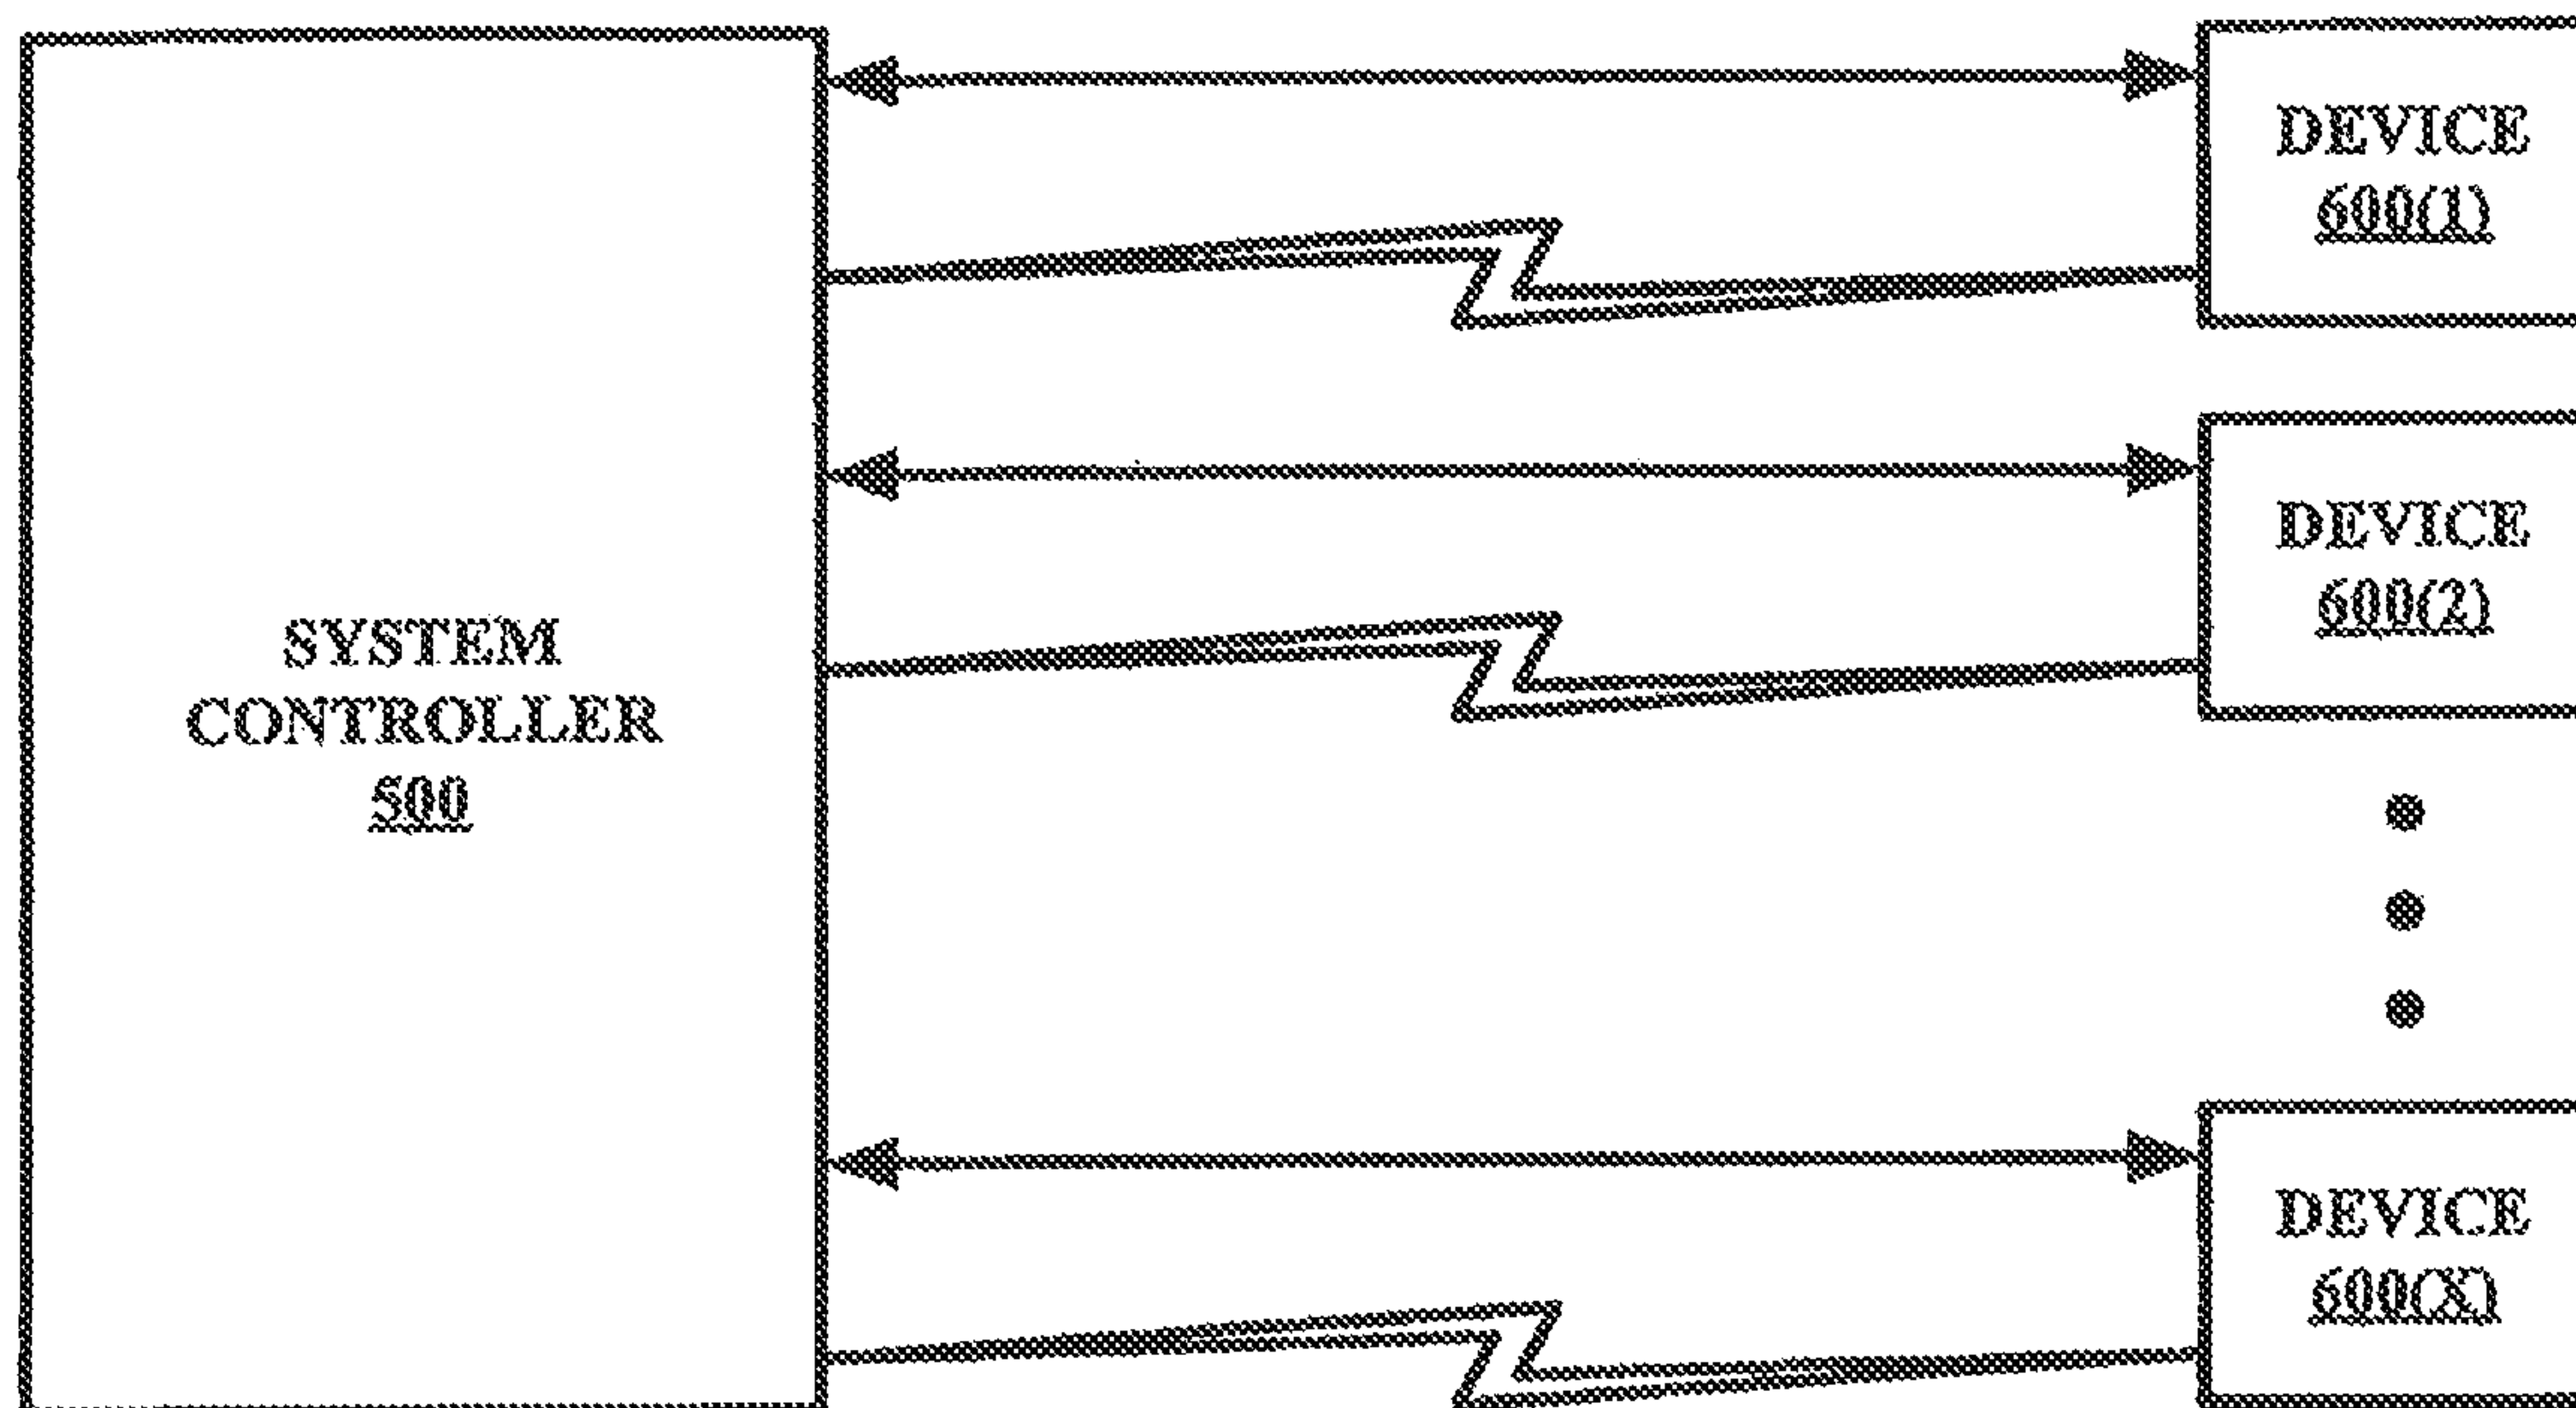 SYSTEM
CONTROLLER
500
DEVICE
600(1)
DEVICE
600(2)
DEVICE
600(X)